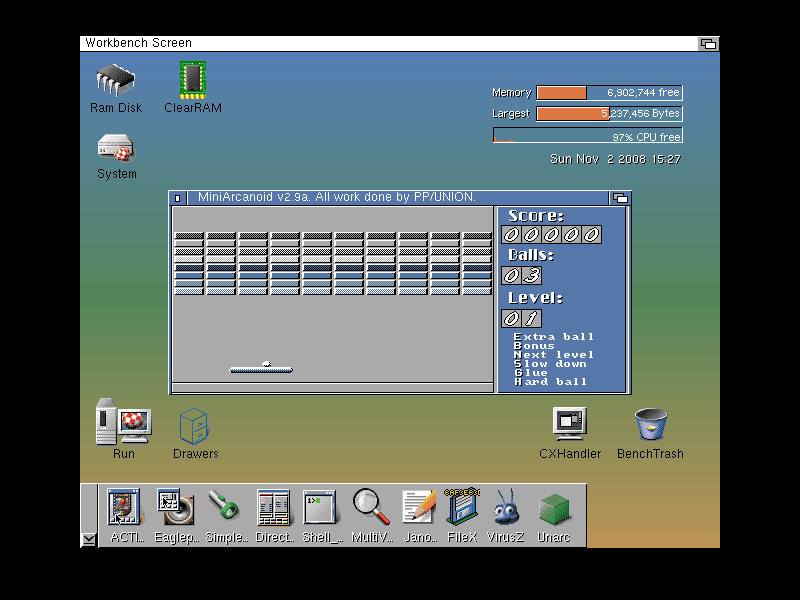 Workbench Screen
Ram Disk
ClearRAM
Memory 6,902,744 free
Largest 5,237,456 Bytes
97% CPU free
Sun Nov 2 2008 15:27
System
MiniArcanoid v2.9a. All work done by PP/UNION.
Score:
00000
Balls:
03
Level:
01
Extra ball
Bonus
Next level
Slow down
Glue
Hard ball
Run
Drawers
CXHandler
BenchTrash
ACTI...
Eaglep...
Simple...
Direct...
Shell_...
MultiV...
Jano...
FileX
VirusZ
Unarc